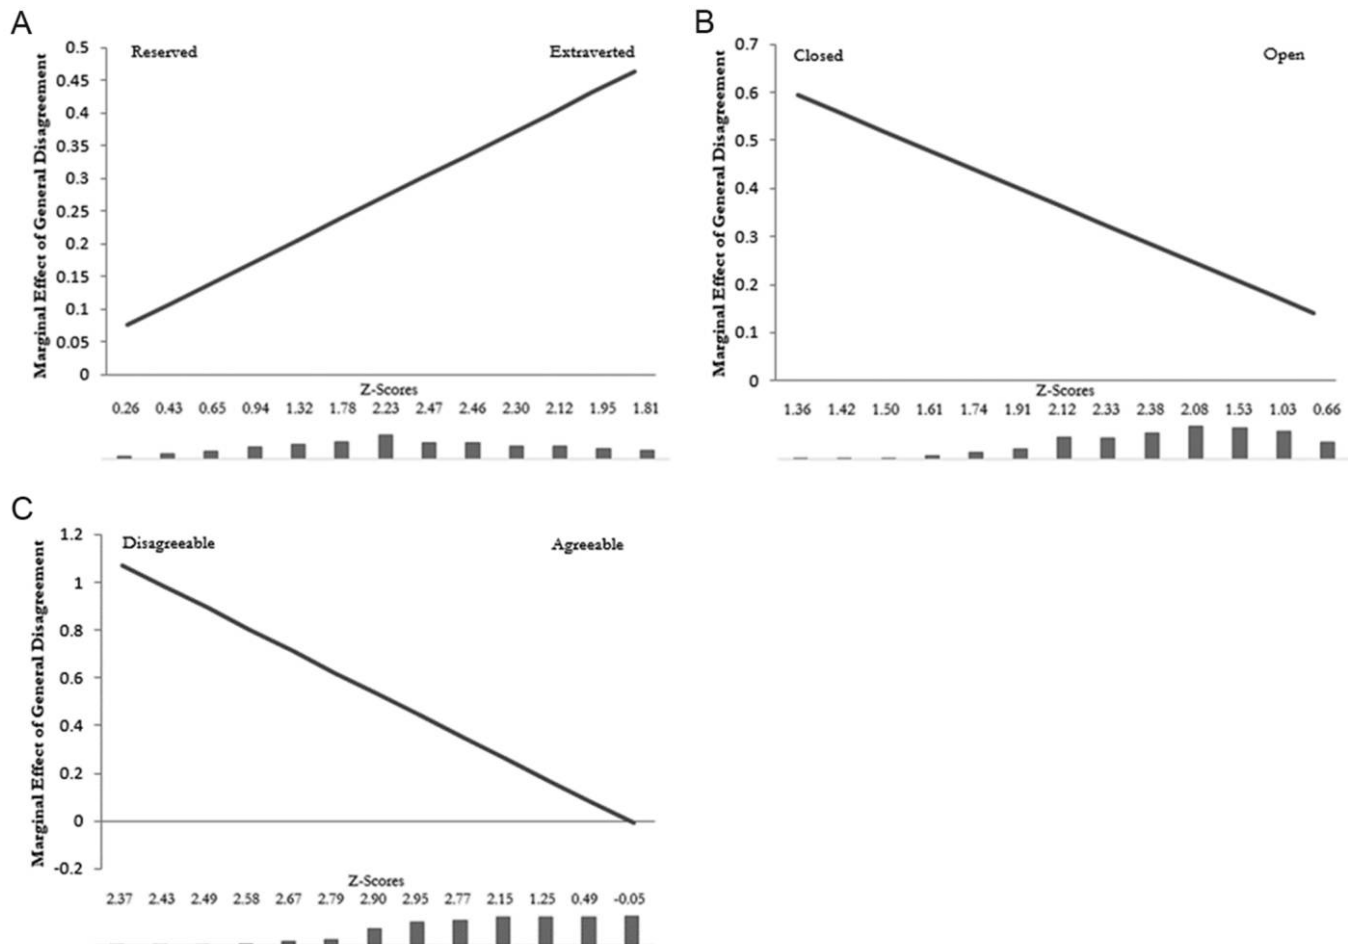 A
Marginal Effect of General Disagreement
Reserved Extraverted
0.5
0.45
0.4
0.35
0.3
0.25
0.2
0.15
0.1
0.05
0
Z-Scores
0.26 0.43 0.65 0.94 1.32 1.78 2.23 2.47 2.46 2.30 2.12 1.95 1.81
B
Marginal Effect of General Disagreement
Closed Open
0.7
0.6
0.5
0.4
0.3
0.2
0.1
0
Z-Scores
1.36 1.42 1.50 1.61 1.74 1.91 2.12 2.33 2.38 2.08 1.53 1.03 0.66
C
Marginal Effect of General Disagreement
Disagreeable Agreeable
1.2
1
0.8
0.6
0.4
0.2
0
-0.2
Z-Scores
2.37 2.43 2.49 2.58 2.67 2.79 2.90 2.95 2.77 2.15 1.25 0.49 -0.05